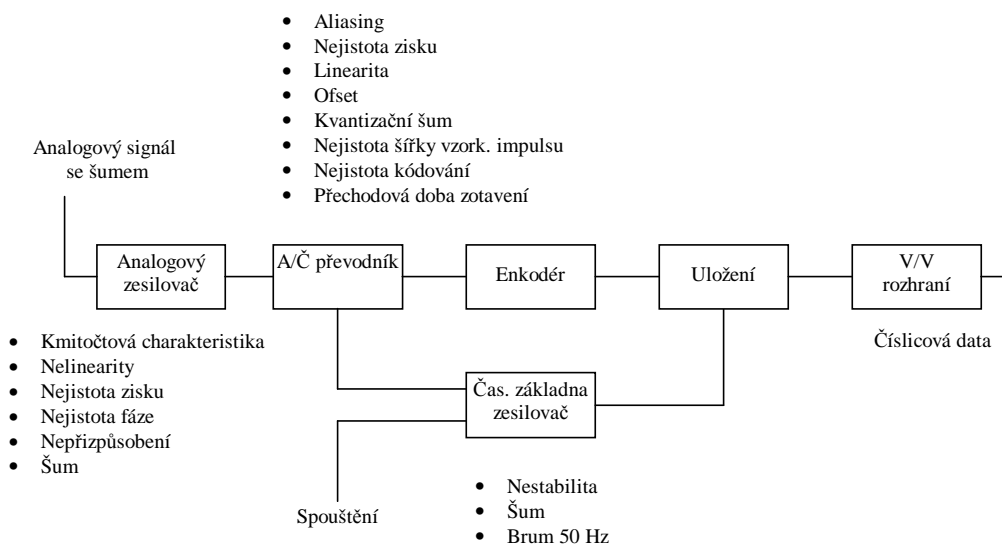 • Aliasing
• Nejistota zisku
• Linearita
• Ofset
• Kvantizační šum
• Nejistota šířky vzork. impulsu
• Nejistota kódování
• Přechodová doba zotavení
Analogový signál
se šumem
Analogový
zesilovač
A/Č převodník
Enkodér
Uložení
V/V
rozhraní
Číslicová data
• Kmitočtová charakteristika
• Nelinearity
• Nejistota zisku
• Nejistota fáze
• Nepřizpůsobení
• Šum
Čas. základna
zesilovač
Spouštění
• Nestabilita
• Šum
• Brum 50 Hz